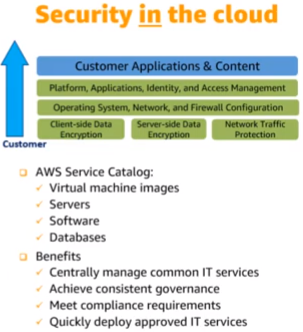 Security in the cloud
Customer Applications & Content
Platform, Applications, Identity, and Access Management
Operating System, Network, and Firewall Configuration
Client-side Data Encryption
Server-side Data Encryption
Network Traffic Protection
Customer
AWS Service Catalog:
Virtual machine images
Servers
Software
Databases
Benefits
Centrally manage common IT services
Achieve consistent governance
Meet compliance requirements
Quickly deploy approved IT services